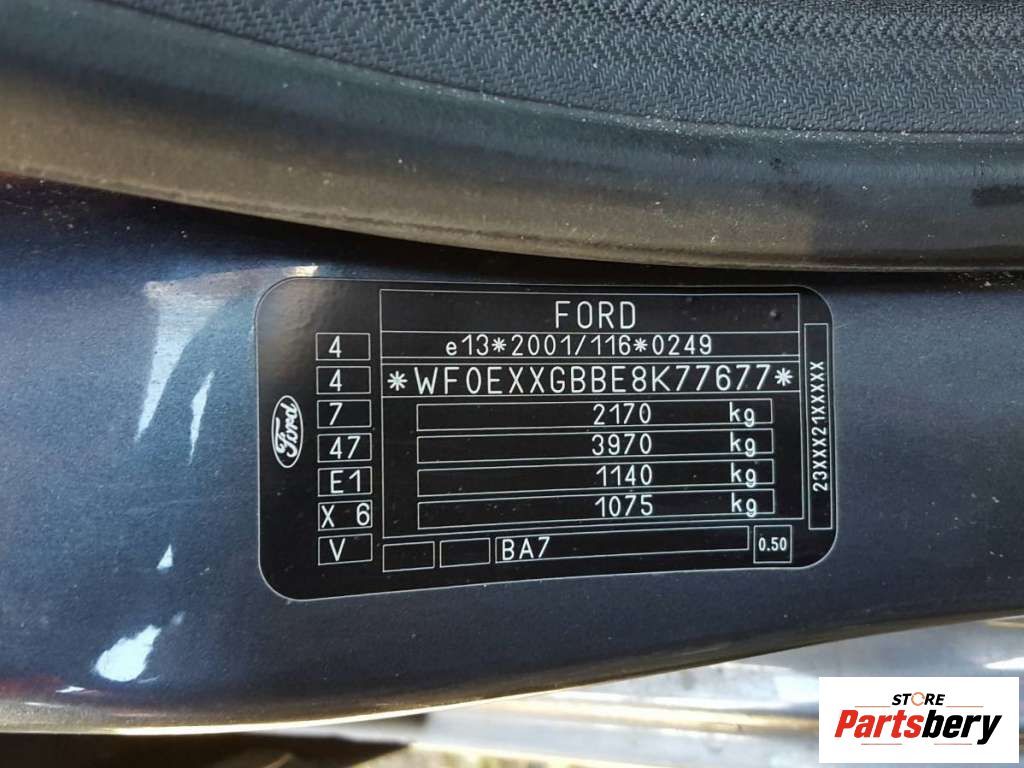 FORD
e13*2001/116*0249
*WF0EXXGBBE8K77677*
4
4
7
47
E1
X 6
V
2170 kg
3970 kg
1140 kg
1075 kg
BA7
0.50
23XXX21XXXXX
Ford
STORE
Partsbery